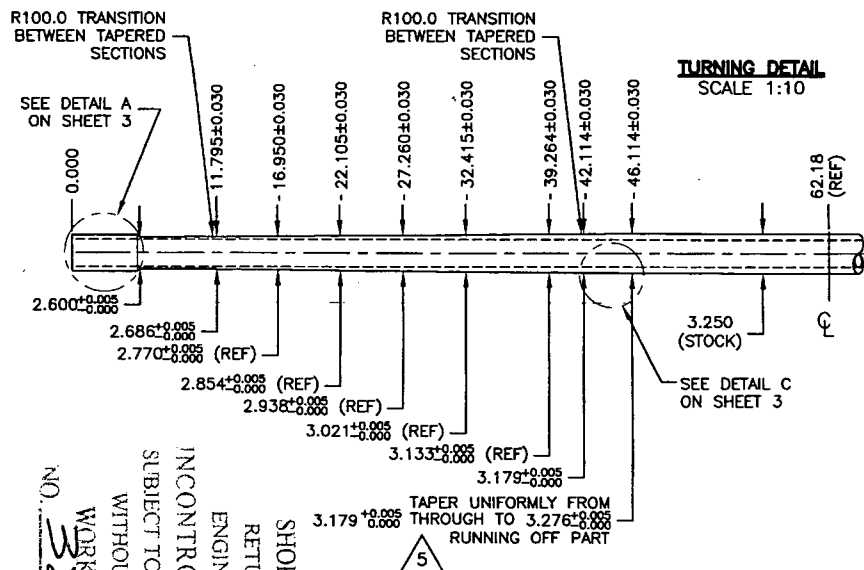 R100.0 TRANSITION
BETWEEN TAPERED
SECTIONS
R100.0 TRANSITION
BETWEEN TAPERED
SECTIONS
TURNING DETAIL
SCALE 1:10
SEE DETAIL A
ON SHEET 3
0.000
11.795±0.030
16.950±0.030
22.105±0.030
27.260±0.030
32.415±0.030
39.264±0.030
42.114±0.030
46.114±0.030
62.18
(REF)
2.600+0.005 -0.000
2.686+0.005 -0.000
2.770+0.005 -0.000 (REF)
2.854+0.005 -0.000 (REF)
2.938+0.005 -0.000 (REF)
3.021+0.005 -0.000 (REF)
3.133+0.005 -0.000 (REF)
3.179+0.005 -0.000
3.250
(STOCK)
SEE DETAIL C
ON SHEET 3
TAPER UNIFORMLY FROM
3.179 +0.005 -0.000 THROUGH TO 3.276+0.005 -0.000
RUNNING OFF PART
5
SHOP
RETU
ENGIN
INCONTRO
SUBJECT TO
WITHOU
WORK
NO.